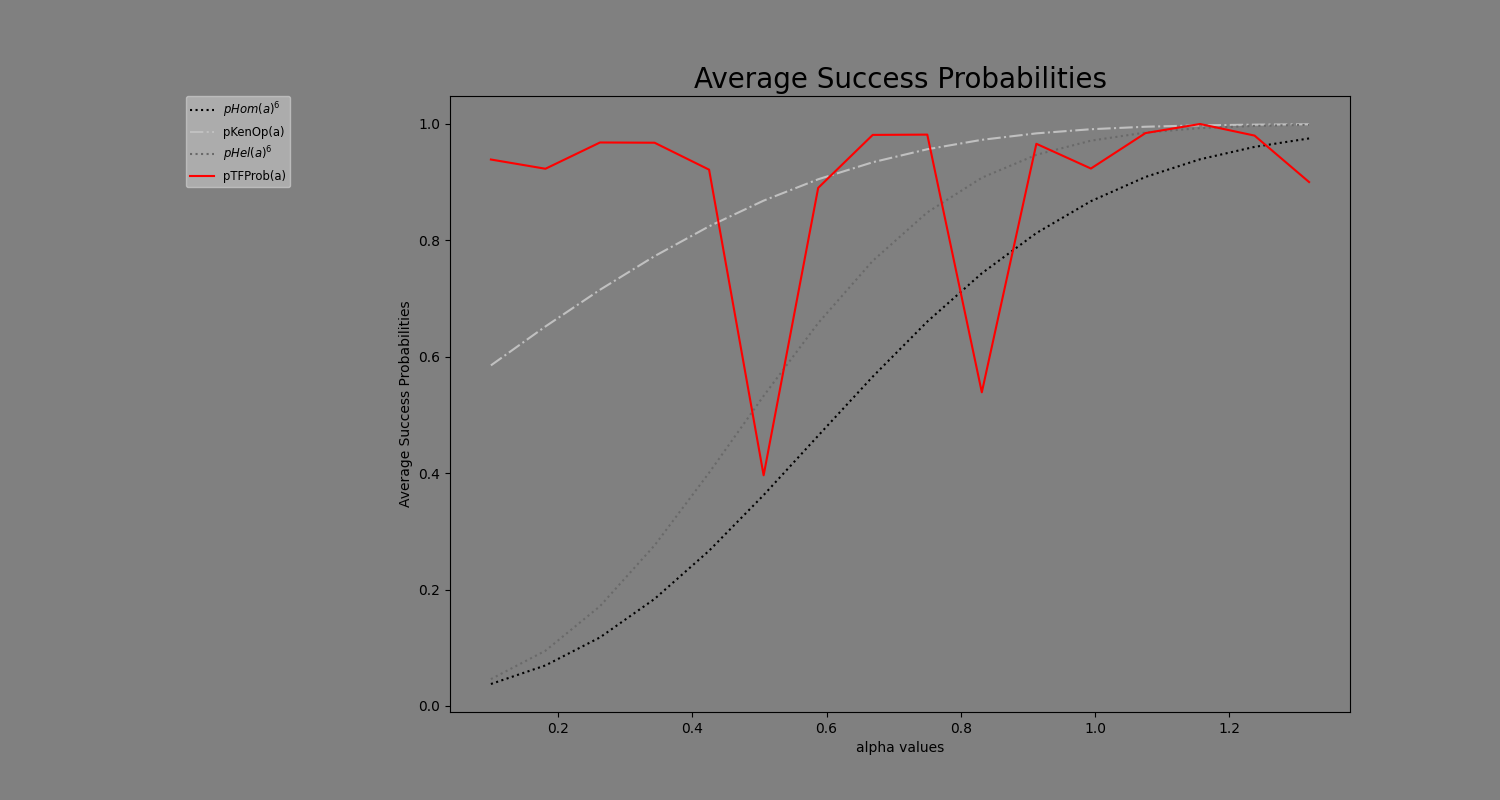 Average Success Probabilities
pHom(a)⁶
pKenOp(a)
pHel(a)⁶
pTFProb(a)
1.0
0.8
0.6
0.4
0.2
0.0
Average Success Probabilities
0.2 0.4 0.6 0.8 1.0 1.2
alpha values